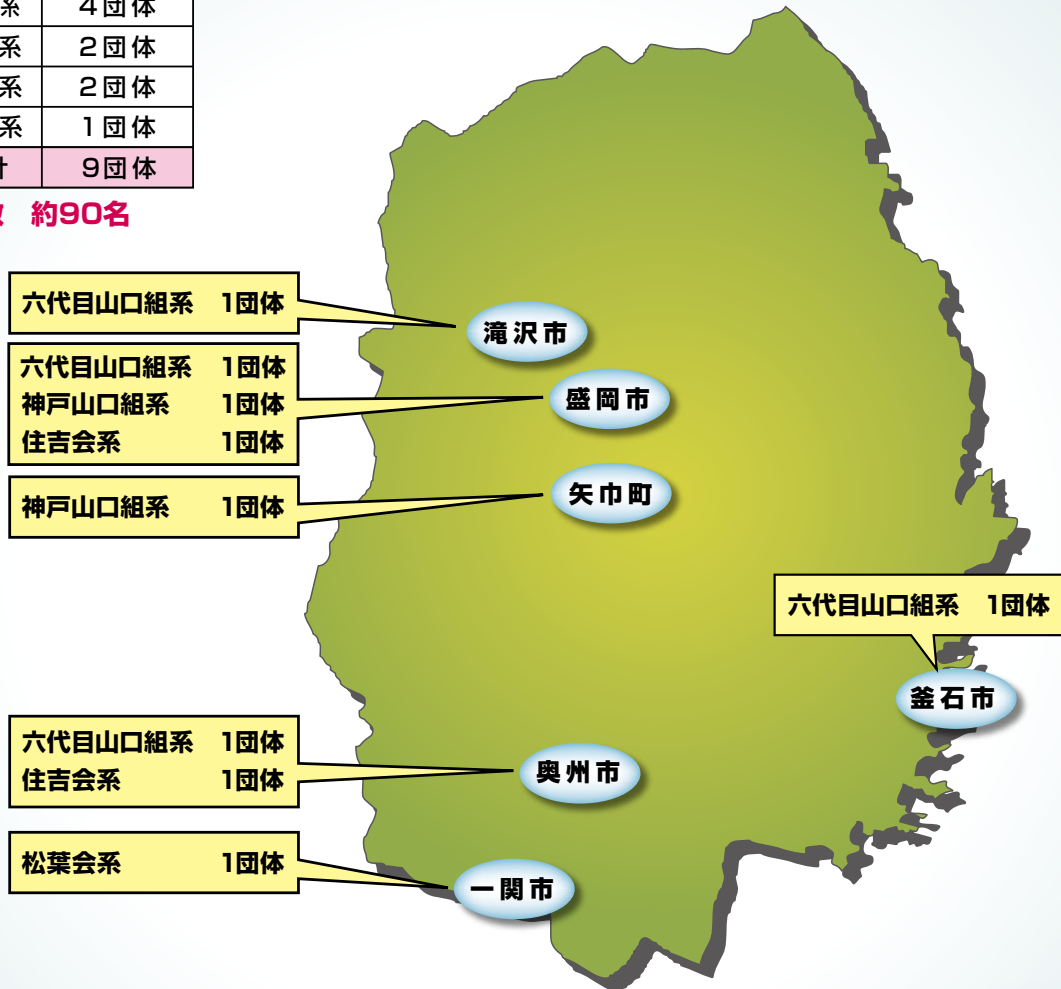 系 4団体
系 2団体
系 2団体
系 1団体
計 9団体
数 約90名
六代目山口組系 1団体
滝沢市
六代目山口組系 1団体
神戸山口組系 1団体
住吉会系 1団体
盛岡市
神戸山口組系 1団体
矢巾町
六代目山口組系 1団体
釜石市
六代目山口組系 1団体
住吉会系 1団体
奥州市
松葉会系 1団体
一関市